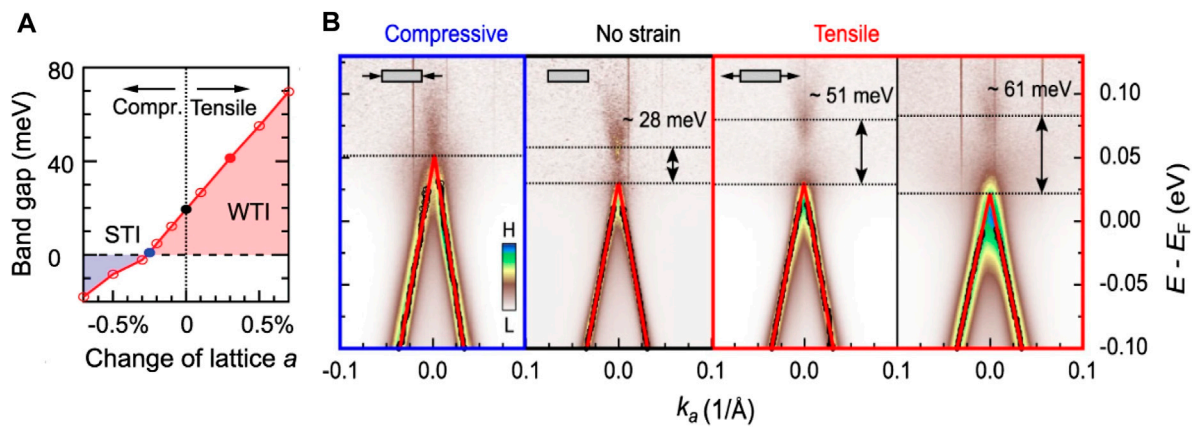 A
80
40
0
Band gap (meV)
Compr.
Tensile
STI
WTI
-0.5%
0
0.5%
Change of lattice a
B
Compressive
No strain
Tensile
~ 28 meV
~ 51 meV
~ 61 meV
H
L
0.10
0.05
0.00
-0.05
-0.10
E - EF (eV)
-0.1
0.0
0.1
0.0
0.1
0.0
0.1
0.0
0.1
ka (1/Å)